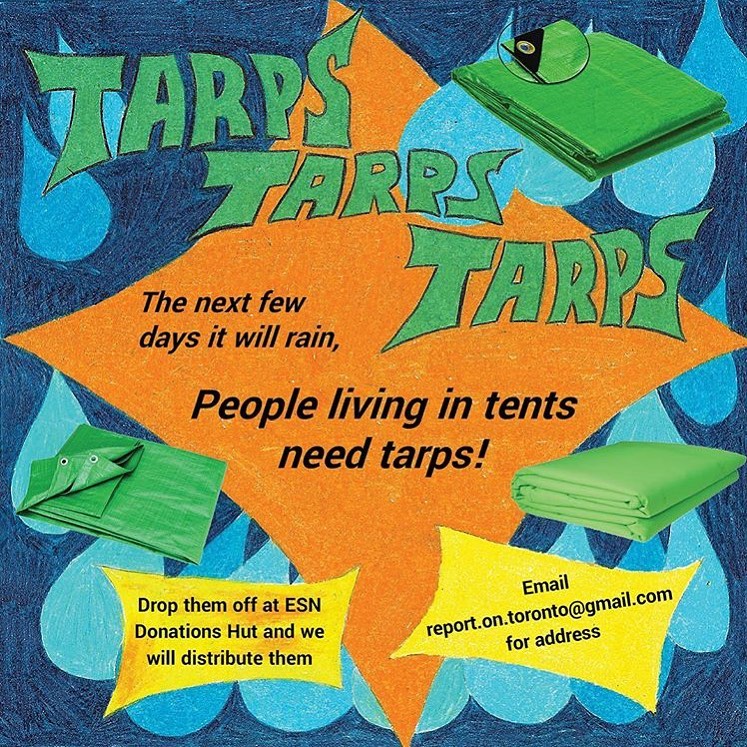 TARPS
TARPS
TARPS
The next few
days it will rain,
People living in tents
need tarps!
Drop them off at ESN
Donations Hut and we
will distribute them
Email
report.on.toronto@gmail.com
for address